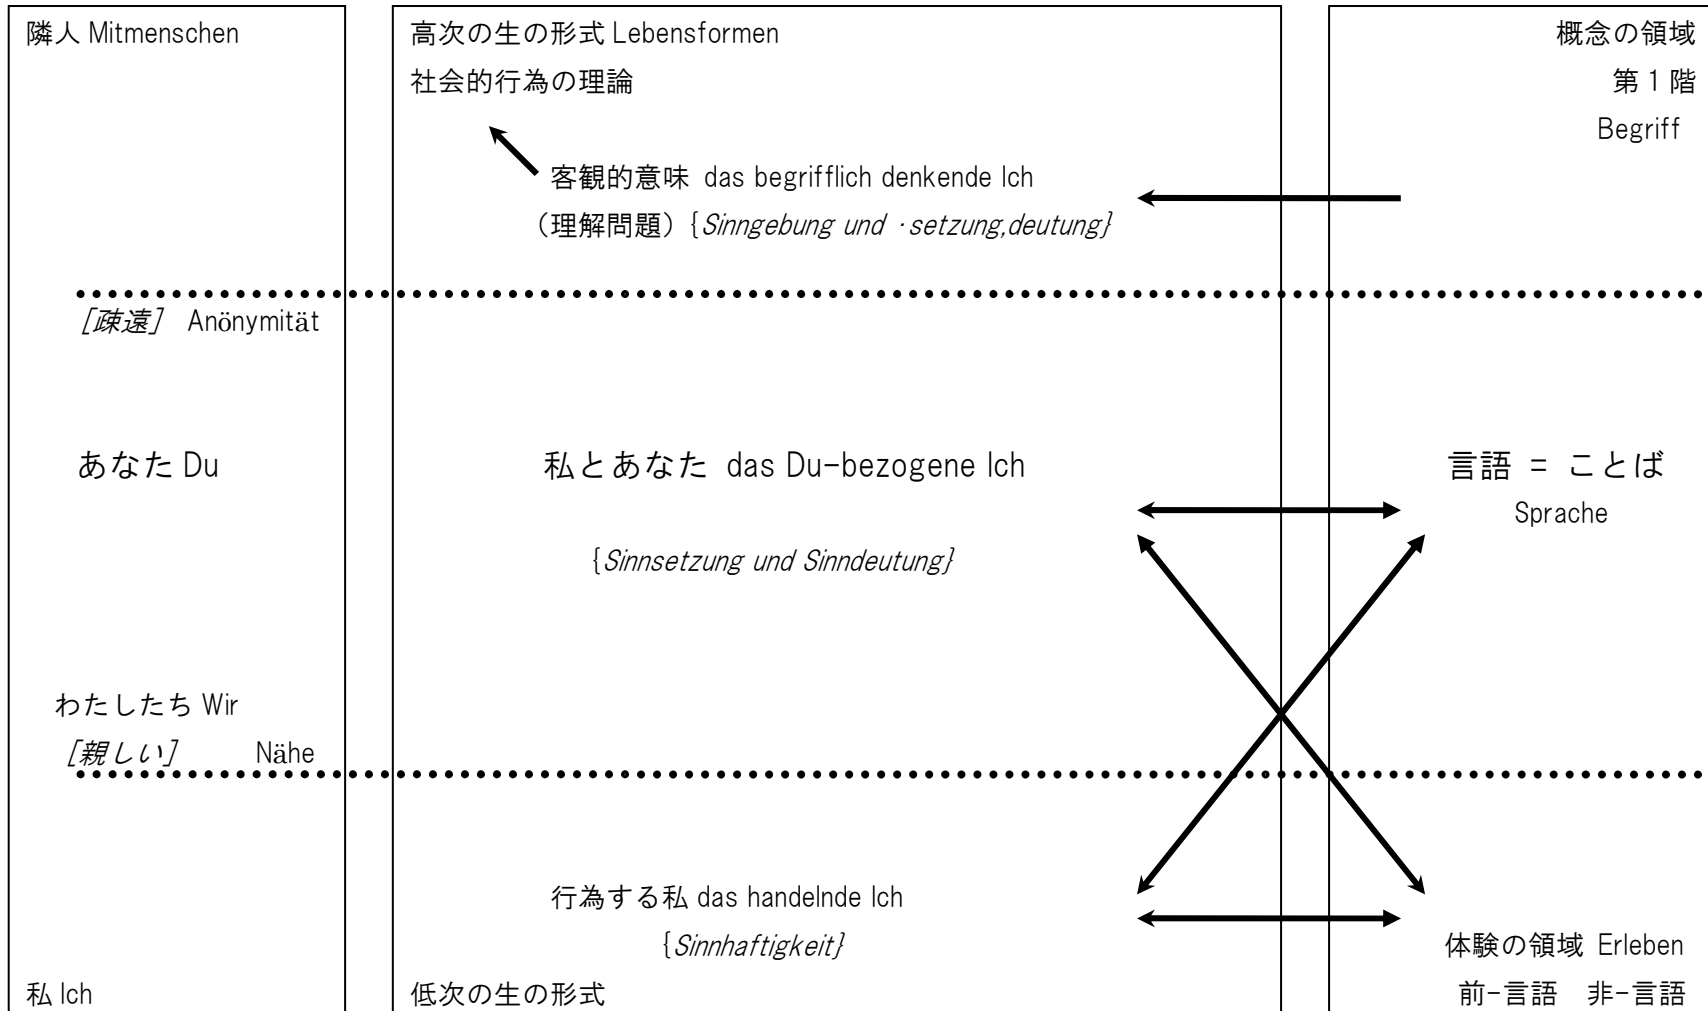 隣人 Mitmenschen
高次の生の形式 Lebensformen
社会的行為の理論
概念の領域
第1階
Begriff
客観的意味 das begrifflich denkende Ich
（理解問題）{Sinngebung und ・setzung,deutung}
[疎遠] Anönymität
あなた Du
私とあなた das Du-bezogene Ich
言語 = ことば
Sprache
{Sinnsetzung und Sinndeutung}
わたしたち Wir
[親しい] Nähe
行為する私 das handelnde Ich
{Sinnhaftigkeit}
体験の領域 Erleben
私 Ich
低次の生の形式
前-言語 非-言語